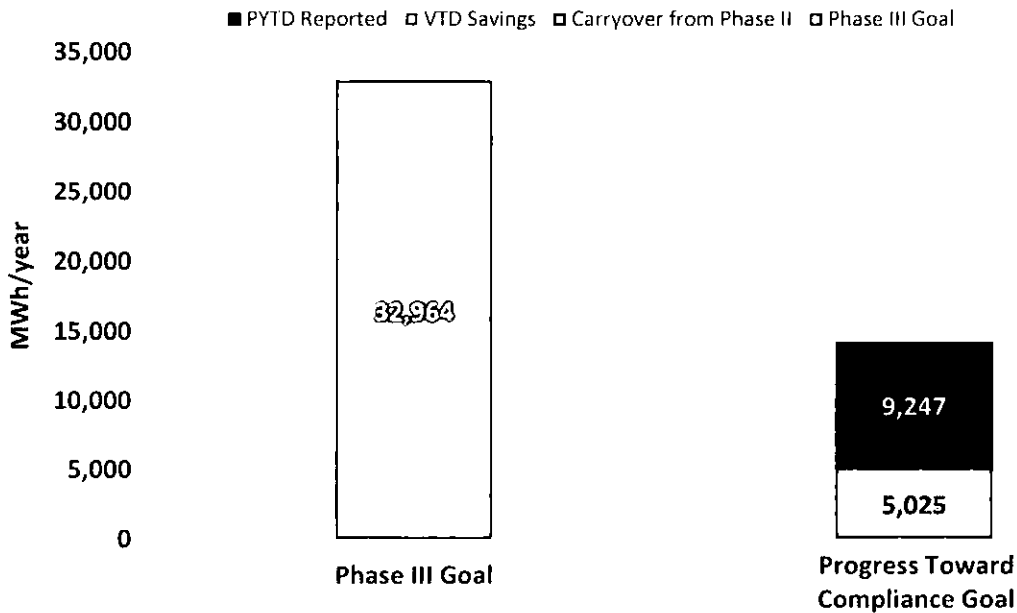 PYTD Reported VTD Savings Carryover from Phase II Phase III Goal
35,000
30,000
25,000
20,000
15,000
10,000
5,000
0
MWh/year
32,964
9,247
5,025
Phase III Goal
Progress Toward
Compliance Goal